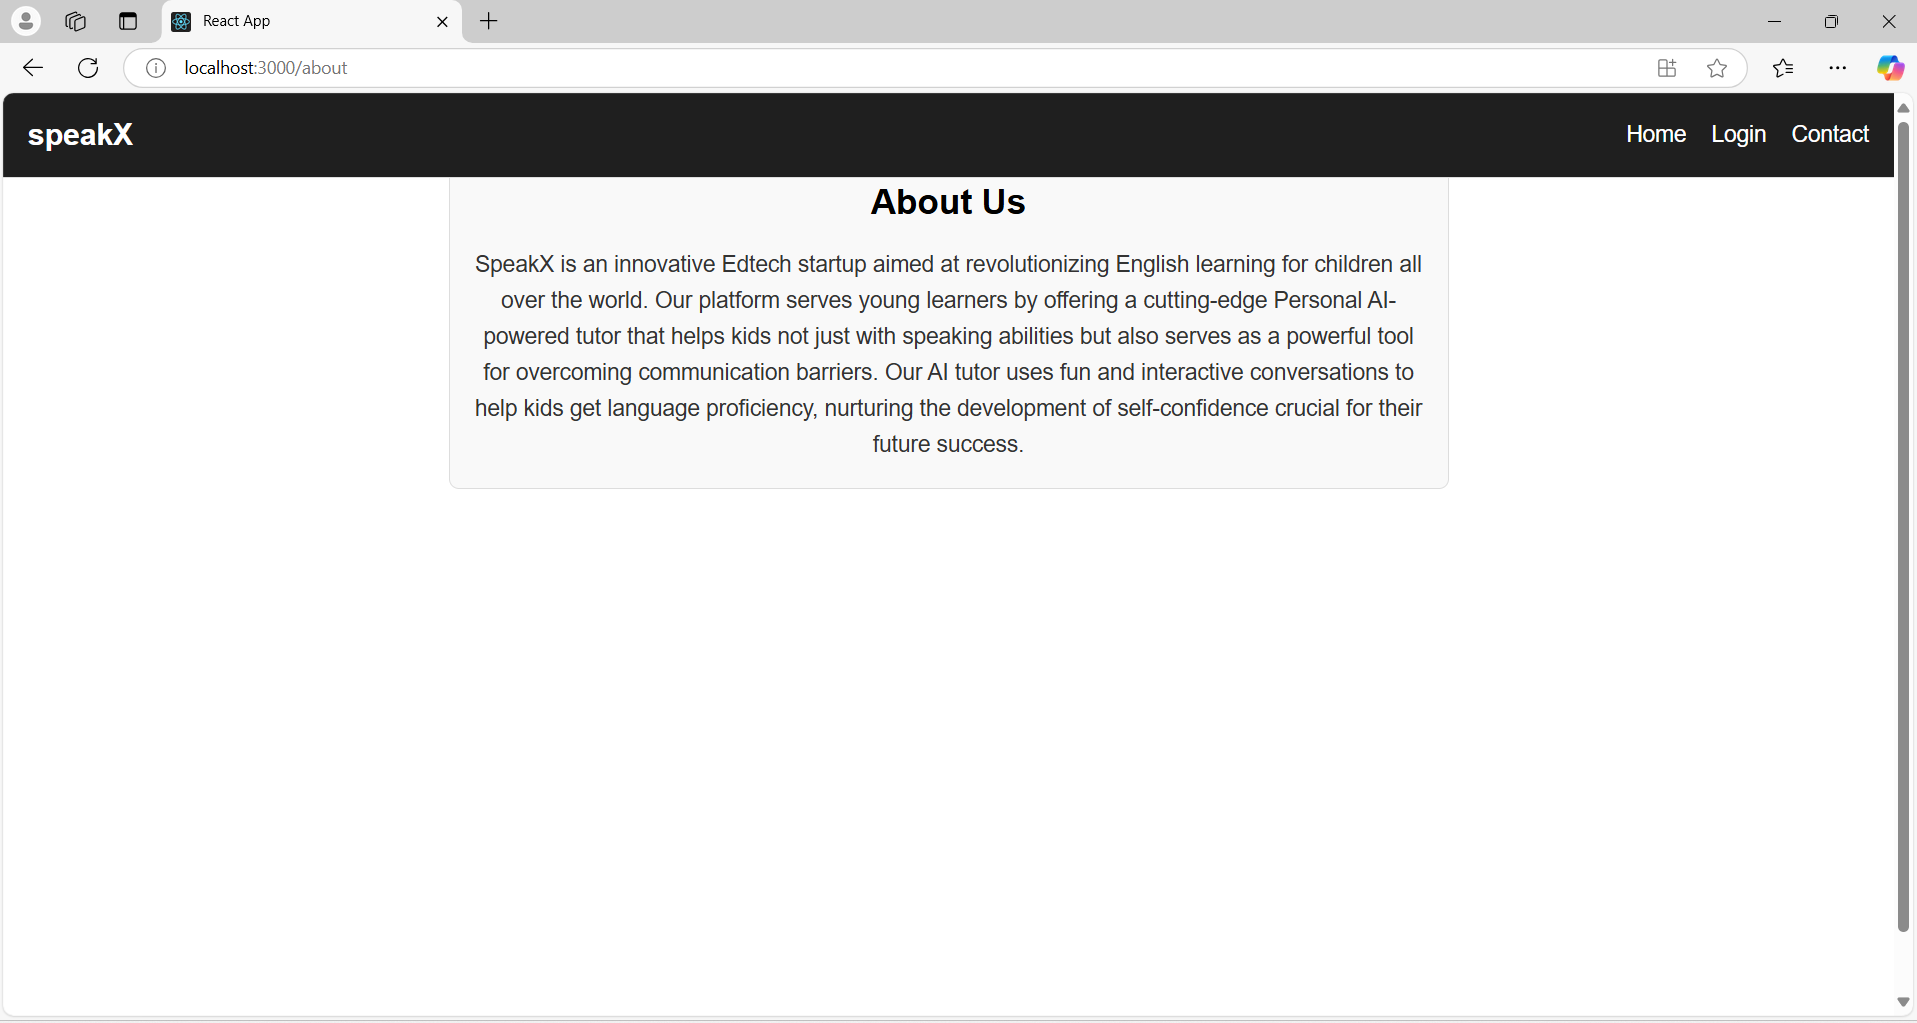 React App
localhost:3000/about
speakX
Home Login Contact
About Us
SpeakX is an innovative Edtech startup aimed at revolutionizing English learning for children all
over the world. Our platform serves young learners by offering a cutting-edge Personal AI-
powered tutor that helps kids not just with speaking abilities but also serves as a powerful tool
for overcoming communication barriers. Our AI tutor uses fun and interactive conversations to
help kids get language proficiency, nurturing the development of self-confidence crucial for their
future success.